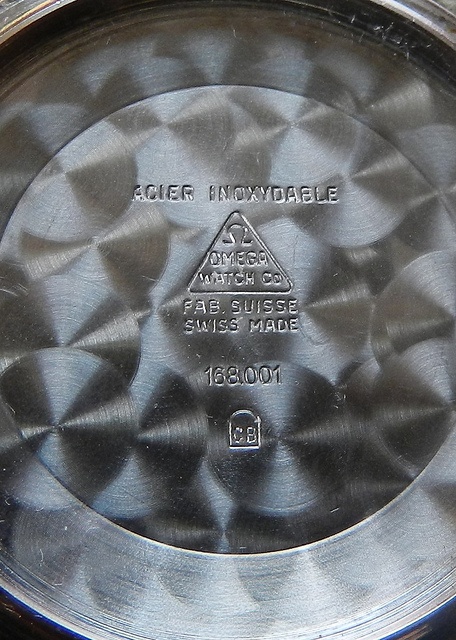 ACIER INOXYDABLE
Ω
OMEGA
WATCH Co
FAB. SUISSE
SWISS MADE
168.001
CB